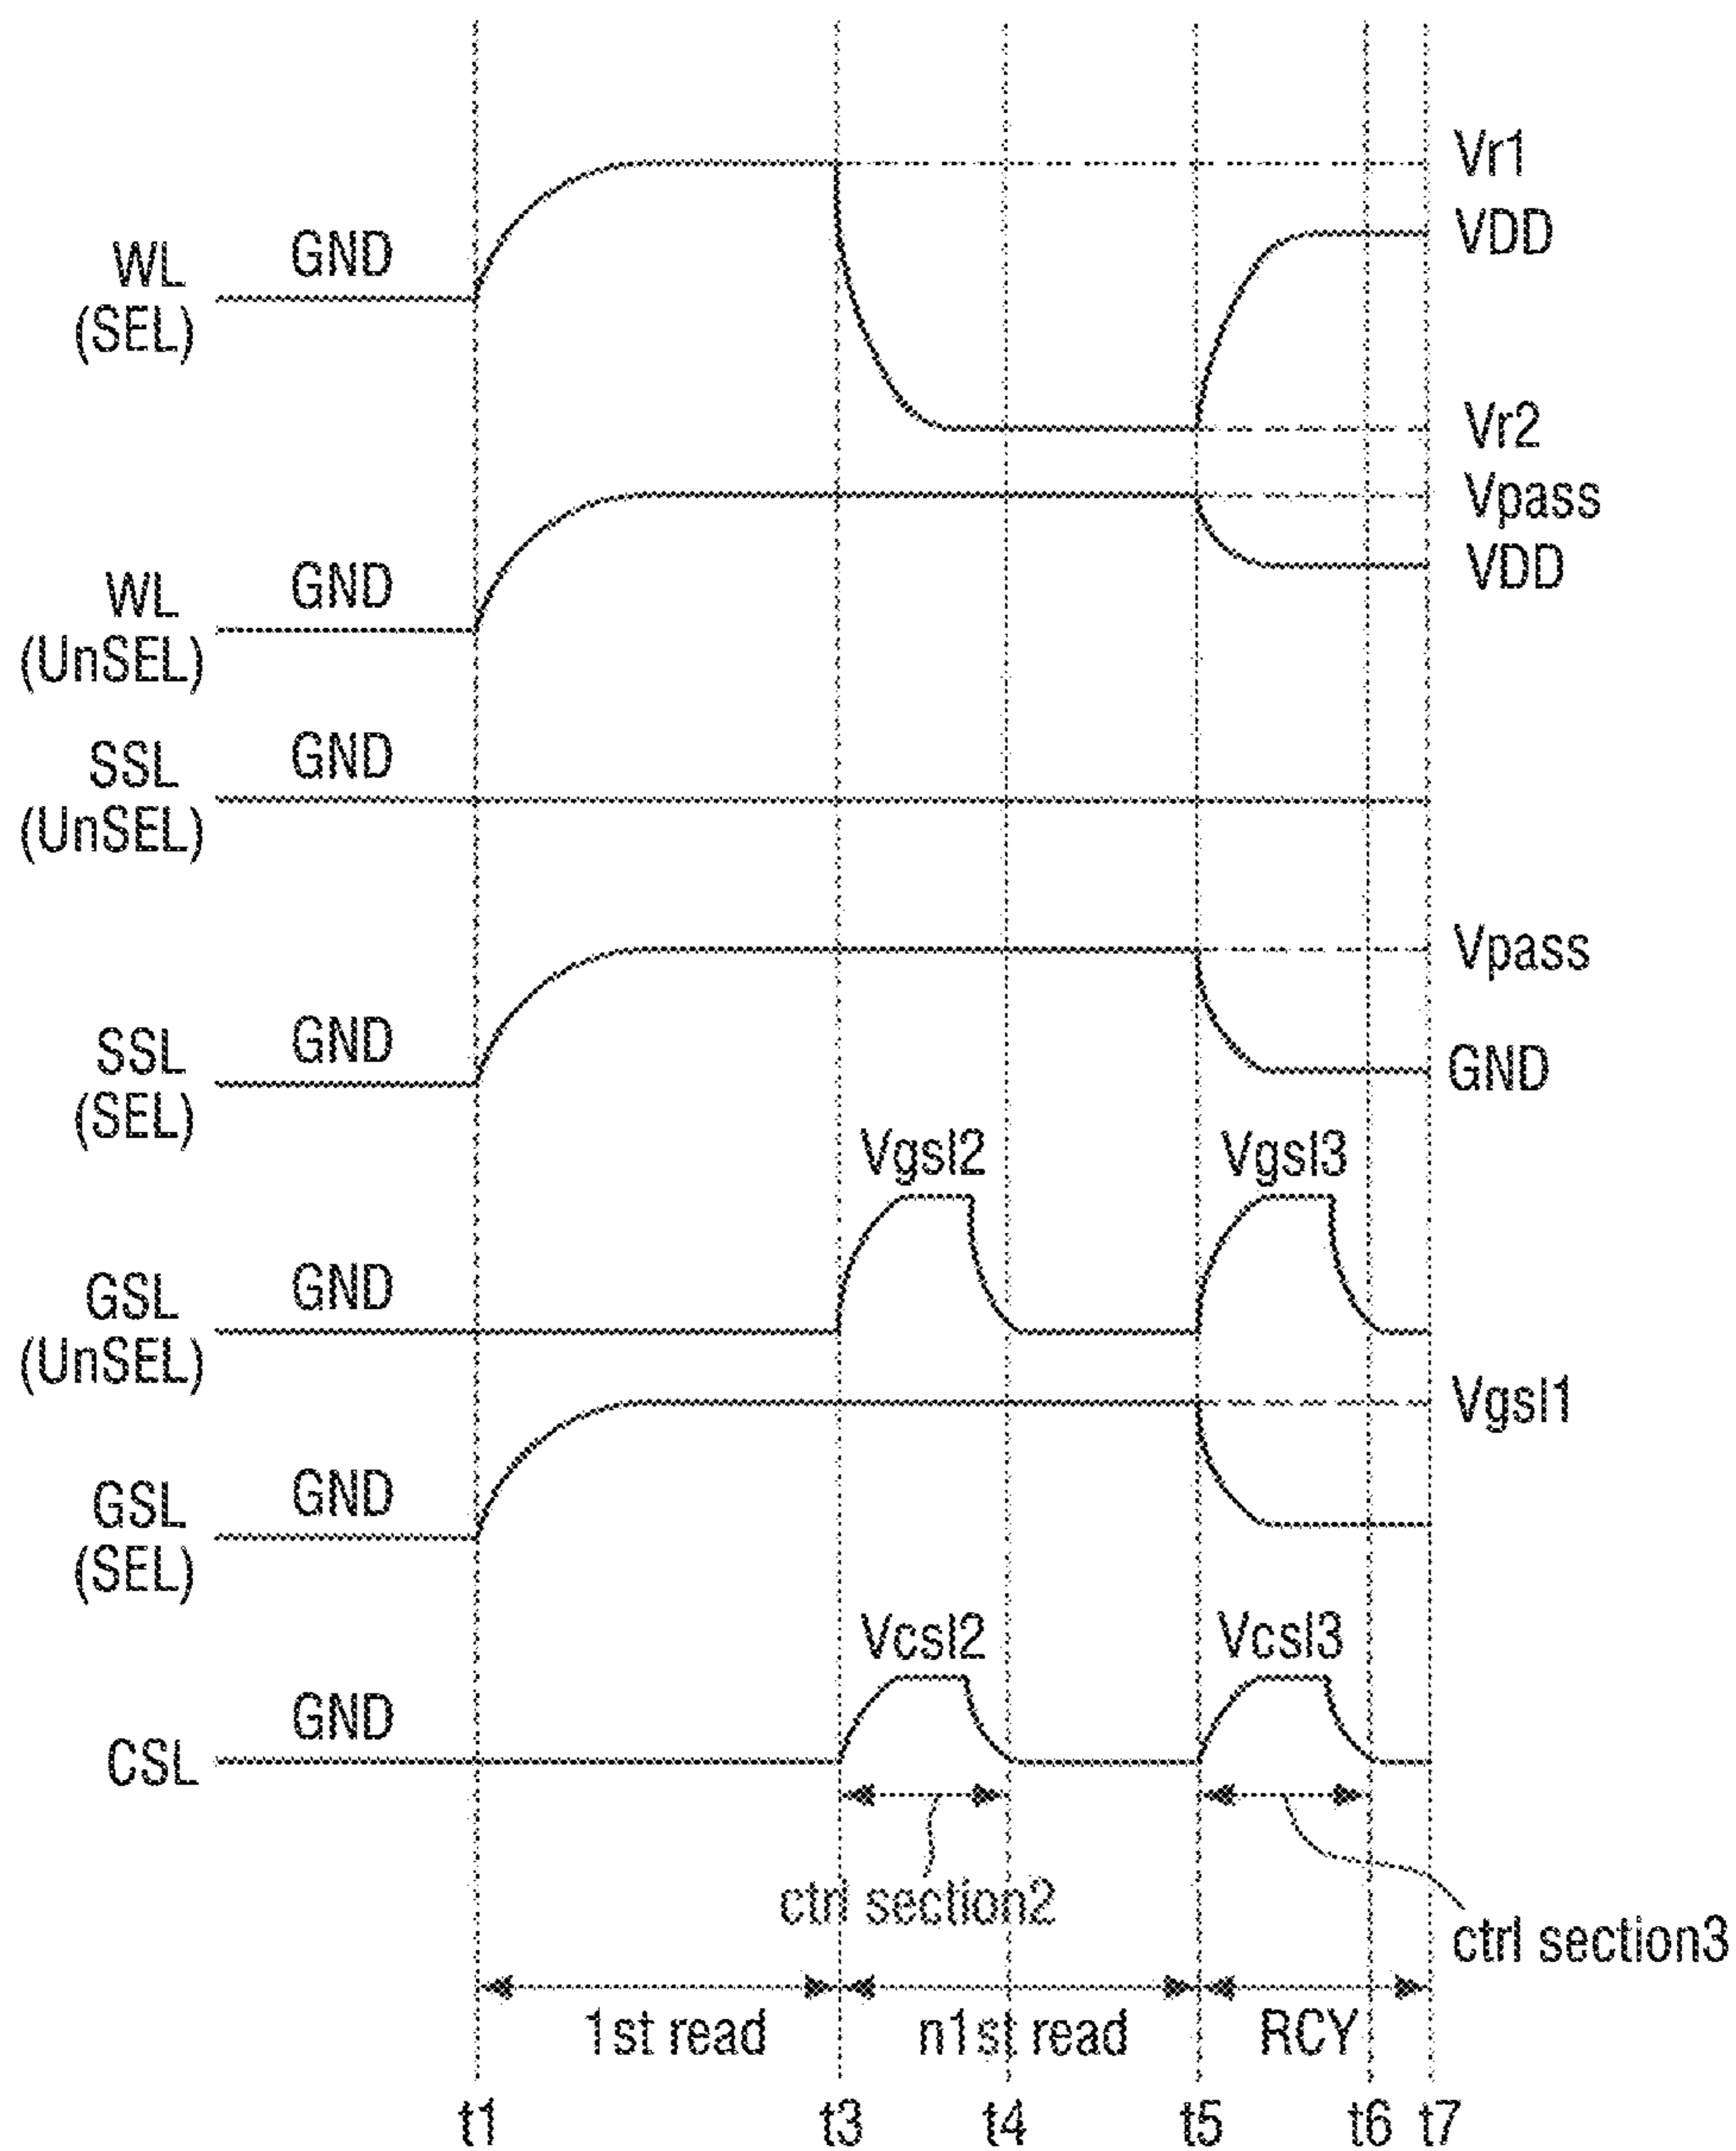 Vr1
VDD
GND
WL
(SEL)
Vr2
Vpass
VDD
GND
WL
(UnSEL)
GND
SSL
(UnSEL)
Vpass
GND
SSL
(SEL)
GND
Vgsl2
Vgsl3
GND
GSL
(UnSEL)
Vgsl1
GND
GSL
(SEL)
Vcsl2
Vcsl3
GND
CSL
ctrl section2
ctrl section3
1st read
n1st read
RCY
t1
t3
t4
t5
t6
t7